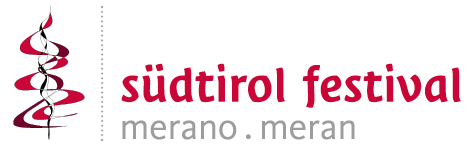 südtirol festival
merano . meran